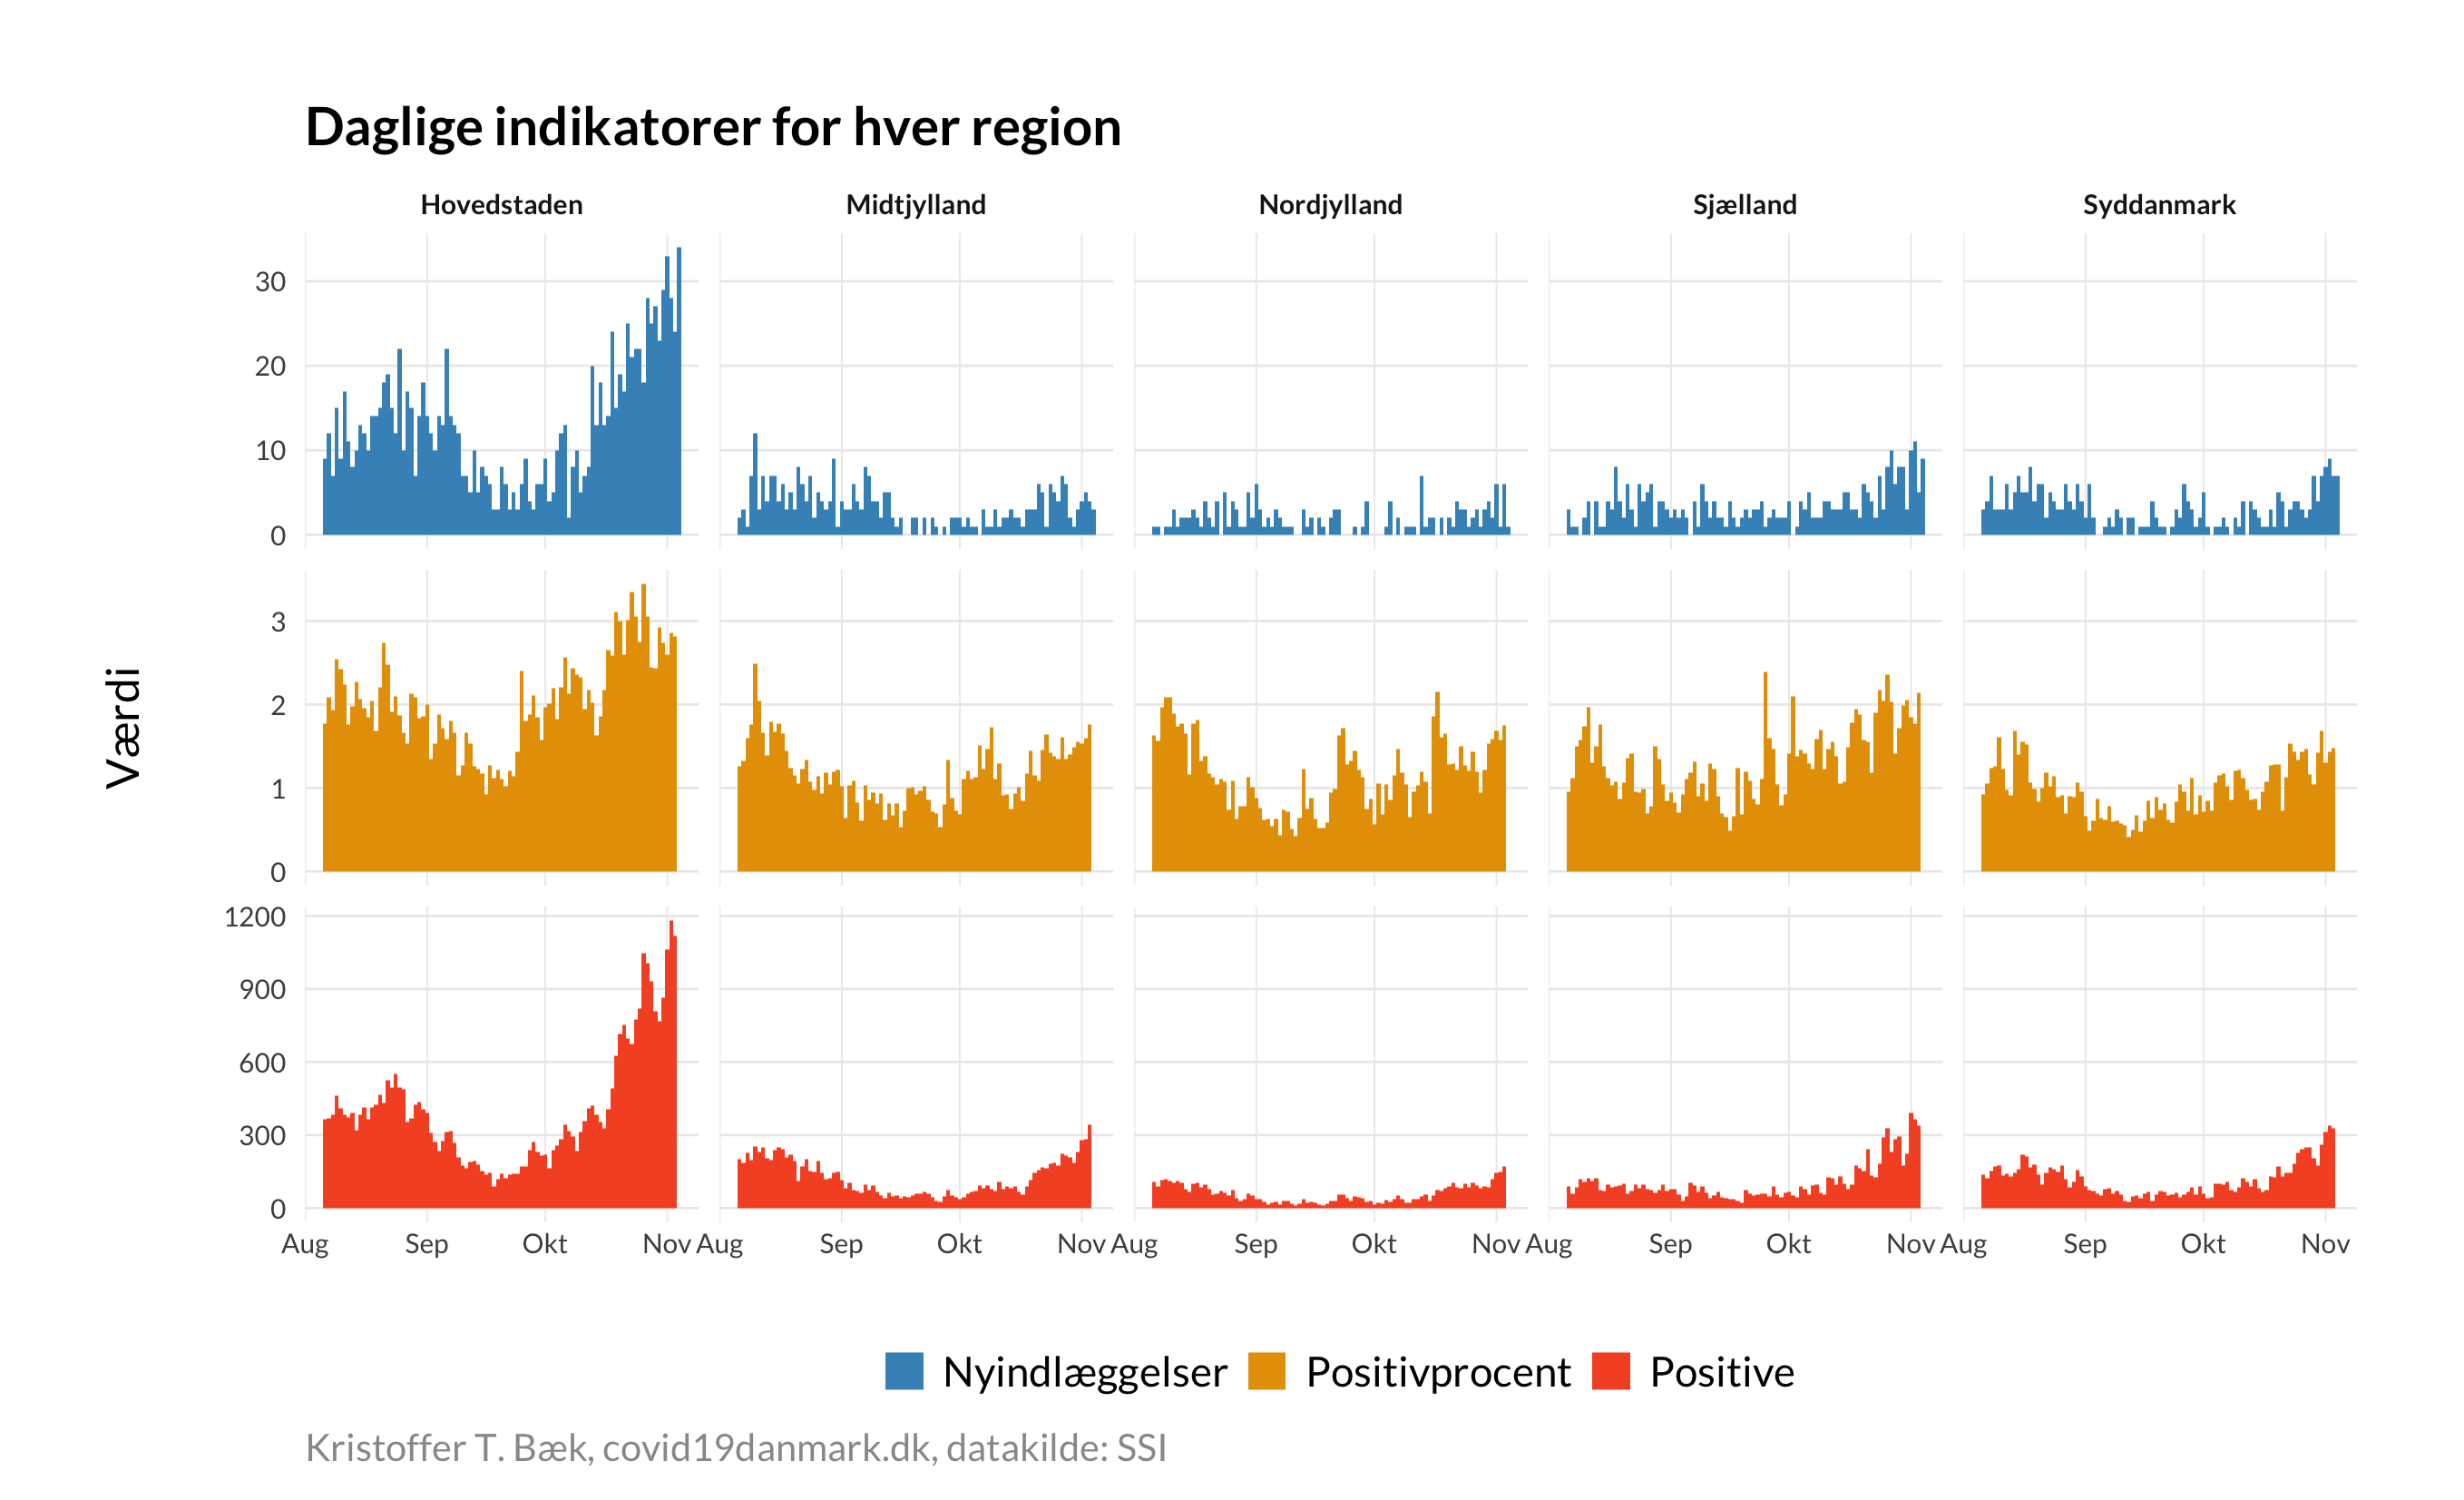 Daglige indikatorer for hver region
Hovedstaden Midtjylland Nordjylland Sjælland Syddanmark
30
20
10
0
3
2
1
0
1200
900
600
300
0
Værdi
Aug Sep Okt Nov Aug Sep Okt Nov Aug Sep Okt Nov Aug Sep Okt Nov Aug Sep Okt Nov
Nyindlæggelser Positivprocent Positive
Kristoffer T. Bæk, covid19danmark.dk, datakilde: SSI